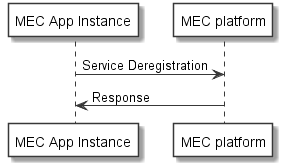 MEC App Instance
MEC platform
Service Deregistration
Response
MEC App Instance
MEC platform